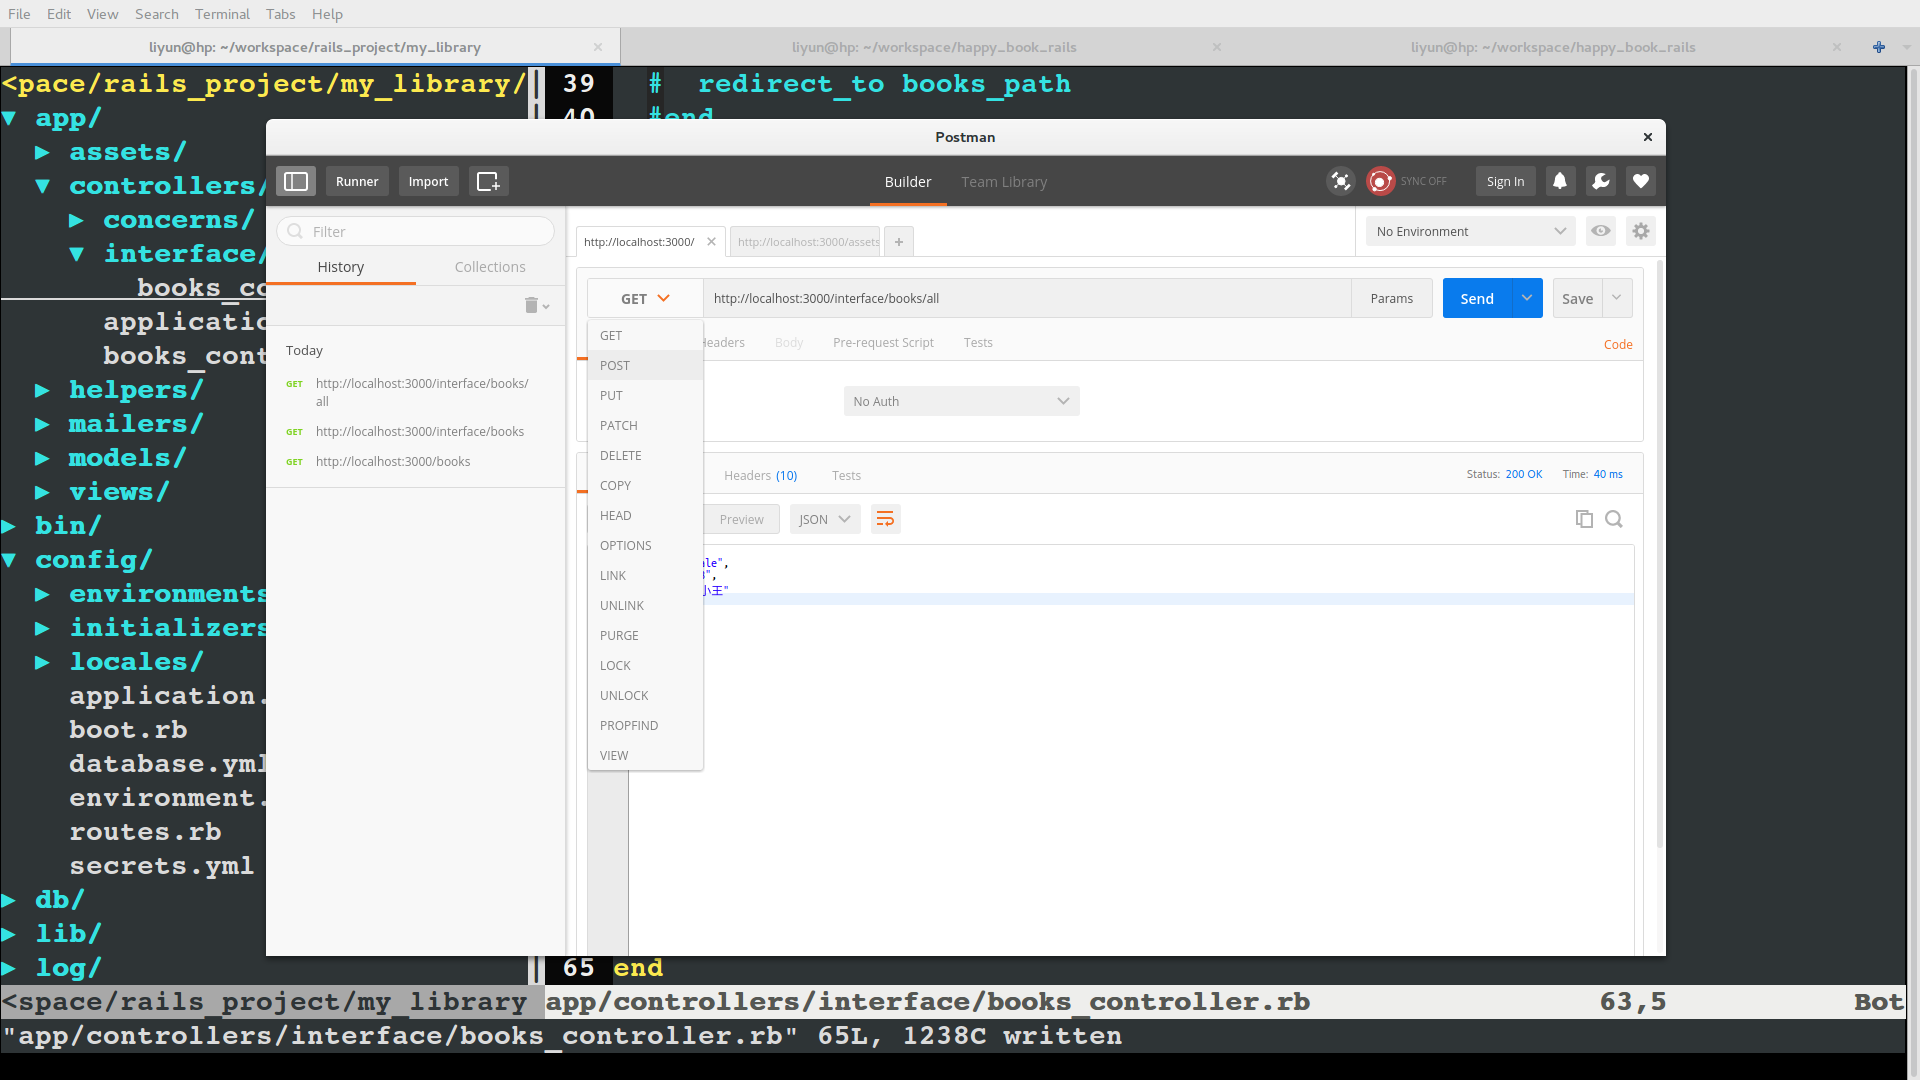 File Edit View Search Terminal Tabs Help
liyun@hp: ~/workspace/rails_project/my_library
liyun@hp: ~/workspace/happy_book_rails
liyun@hp: ~/workspace/happy_book_rails
<pace/rails_project/my_library/
▼ app/
▶ assets/
▼ controllers/
▶ concerns/
▼ interface/
books_co
applicatio
books_cont
▶ helpers/
▶ mailers/
▶ models/
▶ views/
▶ bin/
▼ config/
▶ environments
▶ initializers
▶ locales/
application.
boot.rb
database.yml
environment.
routes.rb
secrets.yml
▶ db/
▶ lib/
▶ log/
39 # redirect_to books_path
40 #end
Postman
Runner
Import
Builder
Team Library
SYNC OFF
Sign In
Filter
History
Collections
Today
GET http://localhost:3000/interface/books/
all
GET http://localhost:3000/interface/books
GET http://localhost:3000/books
http://localhost:3000/
http://localhost:3000/assets
No Environment
GET
http://localhost:3000/interface/books/all
Params
Send
Save
GET
POST
PUT
PATCH
DELETE
COPY
HEAD
OPTIONS
LINK
UNLINK
PURGE
LOCK
UNLOCK
PROPFIND
VIEW
Headers
Body
Pre-request Script
Tests
Code
No Auth
Headers (10)
Tests
Status: 200 OK
Time: 40 ms
Preview
JSON
le",
",
小王"
65 end
<space/rails_project/my_library app/controllers/interface/books_controller.rb 63,5 Bot
"app/controllers/interface/books_controller.rb" 65L, 1238C written